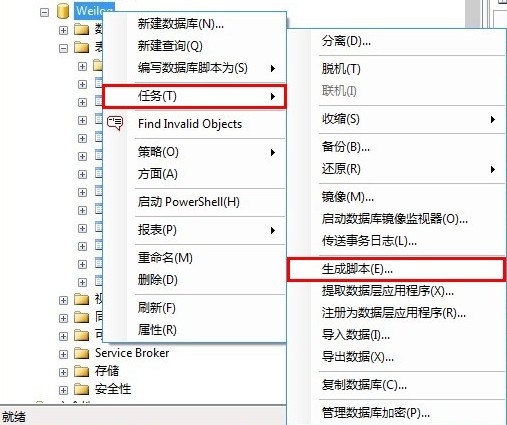 新建数据库(N)...
新建查询(Q)
编写数据库脚本为(S)
任务(T)
Find Invalid Objects
策略(O)
方面(A)
启动 PowerShell(H)
报表(P)
重命名(M)
删除(D)
刷新(F)
属性(R)
分离(D)...
脱机(T)
联机(I)
收缩(S)
备份(B)...
还原(R)
镜像(M)...
启动数据库镜像监视器(O)...
传送事务日志(L)...
生成脚本(E)...
提取数据层应用程序(X)...
注册为数据层应用程序(R)...
导入数据(I)...
导出数据(X)...
复制数据库(C)...
管理数据库加密(P)...
表
Service Broker
存储
安全性
就绪